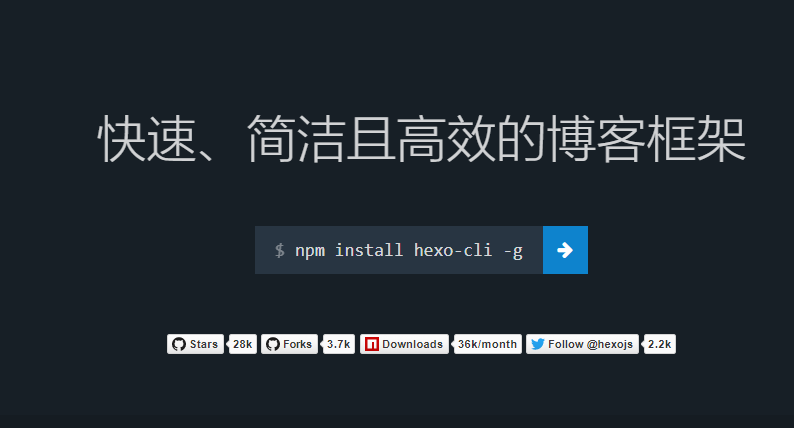 快速、简洁且高效的博客框架
$ npm install hexo-cli -g
Stars 28k Forks 3.7k Downloads 36k/month Follow @hexojs 2.2k